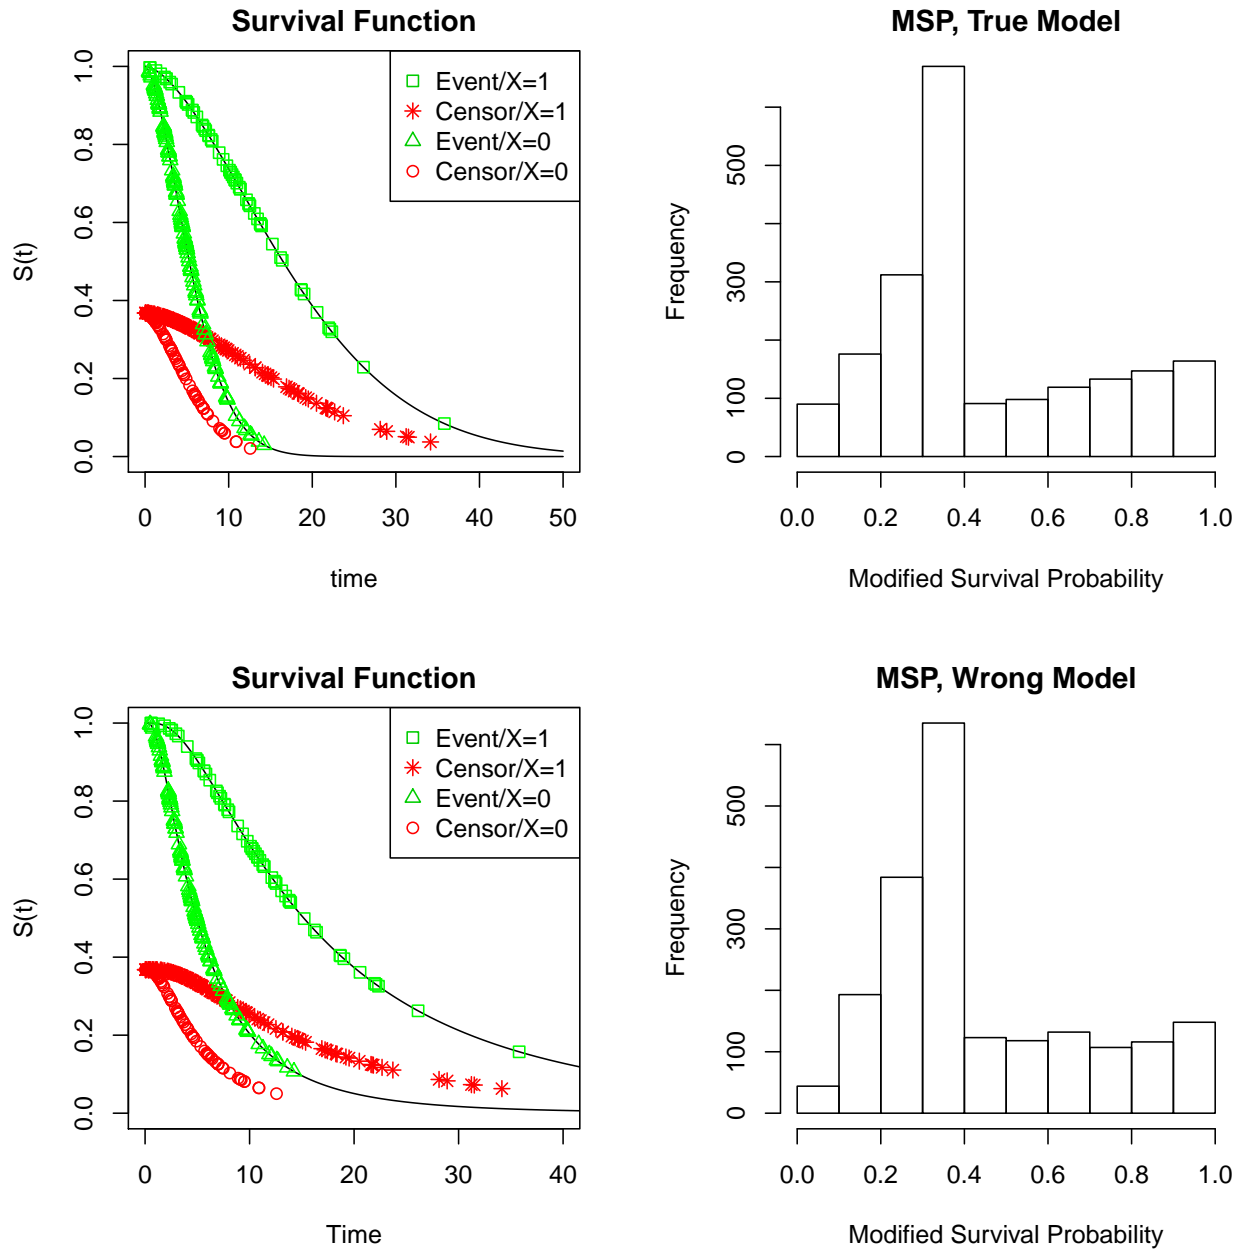 Survival Function
1.0
0.8
0.6
0.4
0.2
0.0
S(t)
Event/X=1
Censor/X=1
Event/X=0
Censor/X=0
0 10 20 30 40 50
time
MSP, True Model
500
300
100
0
Frequency
0.0 0.2 0.4 0.6 0.8 1.0
Modified Survival Probability
Survival Function
1.0
0.8
0.6
0.4
0.2
0.0
S(t)
Event/X=1
Censor/X=1
Event/X=0
Censor/X=0
0 10 20 30 40
Time
MSP, Wrong Model
500
300
100
0
Frequency
0.0 0.2 0.4 0.6 0.8 1.0
Modified Survival Probability